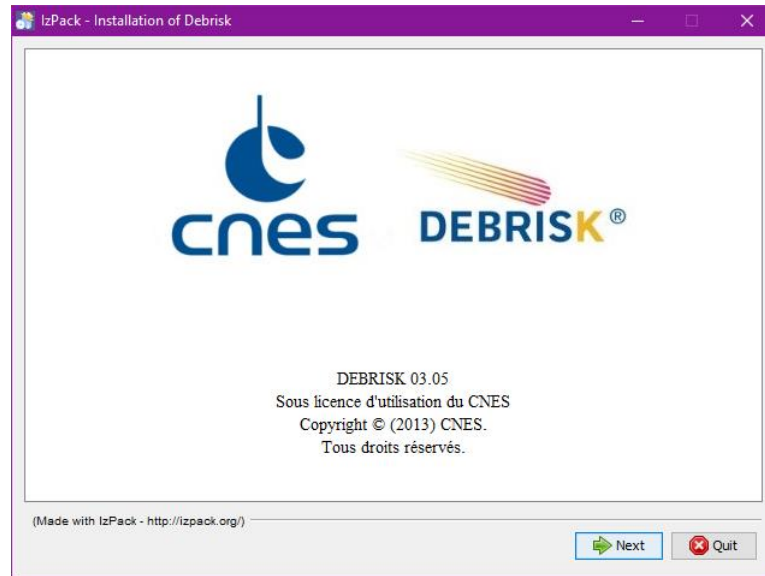 IzPack - Installation of Debrisk
cnes
DEBRISK®
DEBRISK 03.05
Sous licence d'utilisation du CNES
Copyright © (2013) CNES.
Tous droits réservés.
(Made with IzPack - http://izpack.org/)
Next
Quit